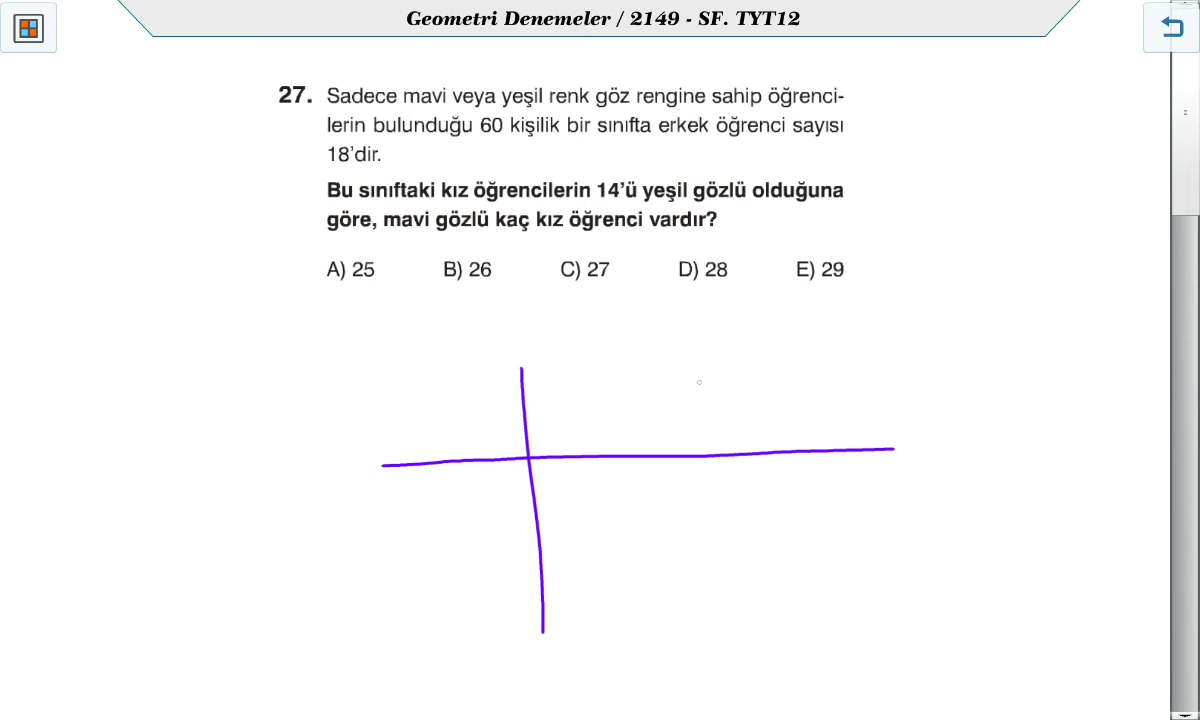 Geometri Denemeler / 2149 - SF. TYT12
27. Sadece mavi veya yeşil renk göz rengine sahip öğrenci-
lerin bulunduğu 60 kişilik bir sınıfta erkek öğrenci sayısı
18’dir.
Bu sınıftaki kız öğrencilerin 14’ü yeşil gözlü olduğuna
göre, mavi gözlü kaç kız öğrenci vardır?
A) 25 B) 26 C) 27 D) 28 E) 29